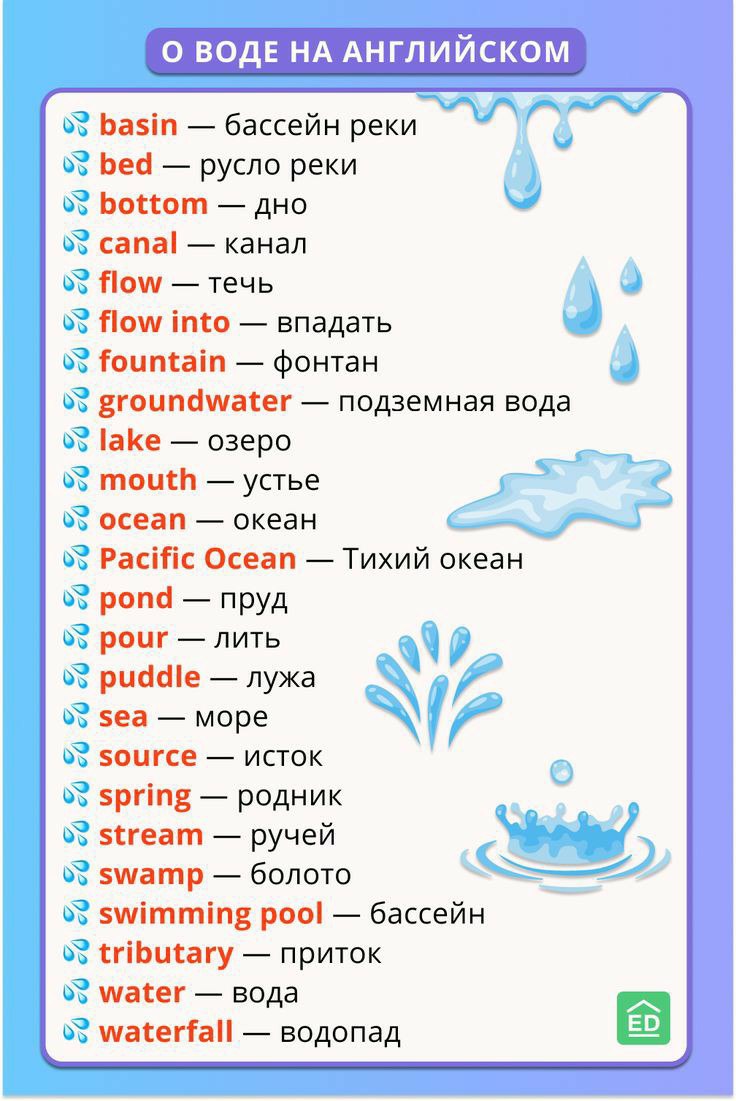 О ВОДЕ НА АНГЛИЙСКОМ
basin — бассейн реки
bed — русло реки
bottom — дно
canal — канал
flow — течь
flow into — впадать
fountain — фонтан
groundwater — подземная вода
lake — озеро
mouth — устье
ocean — океан
Pacific Ocean — Тихий океан
pond — пруд
pour — лить
puddle — лужа
sea — море
source — исток
spring — родник
stream — ручей
swamp — болото
swimming pool — бассейн
tributary — приток
water — вода
waterfall — водопад
ED